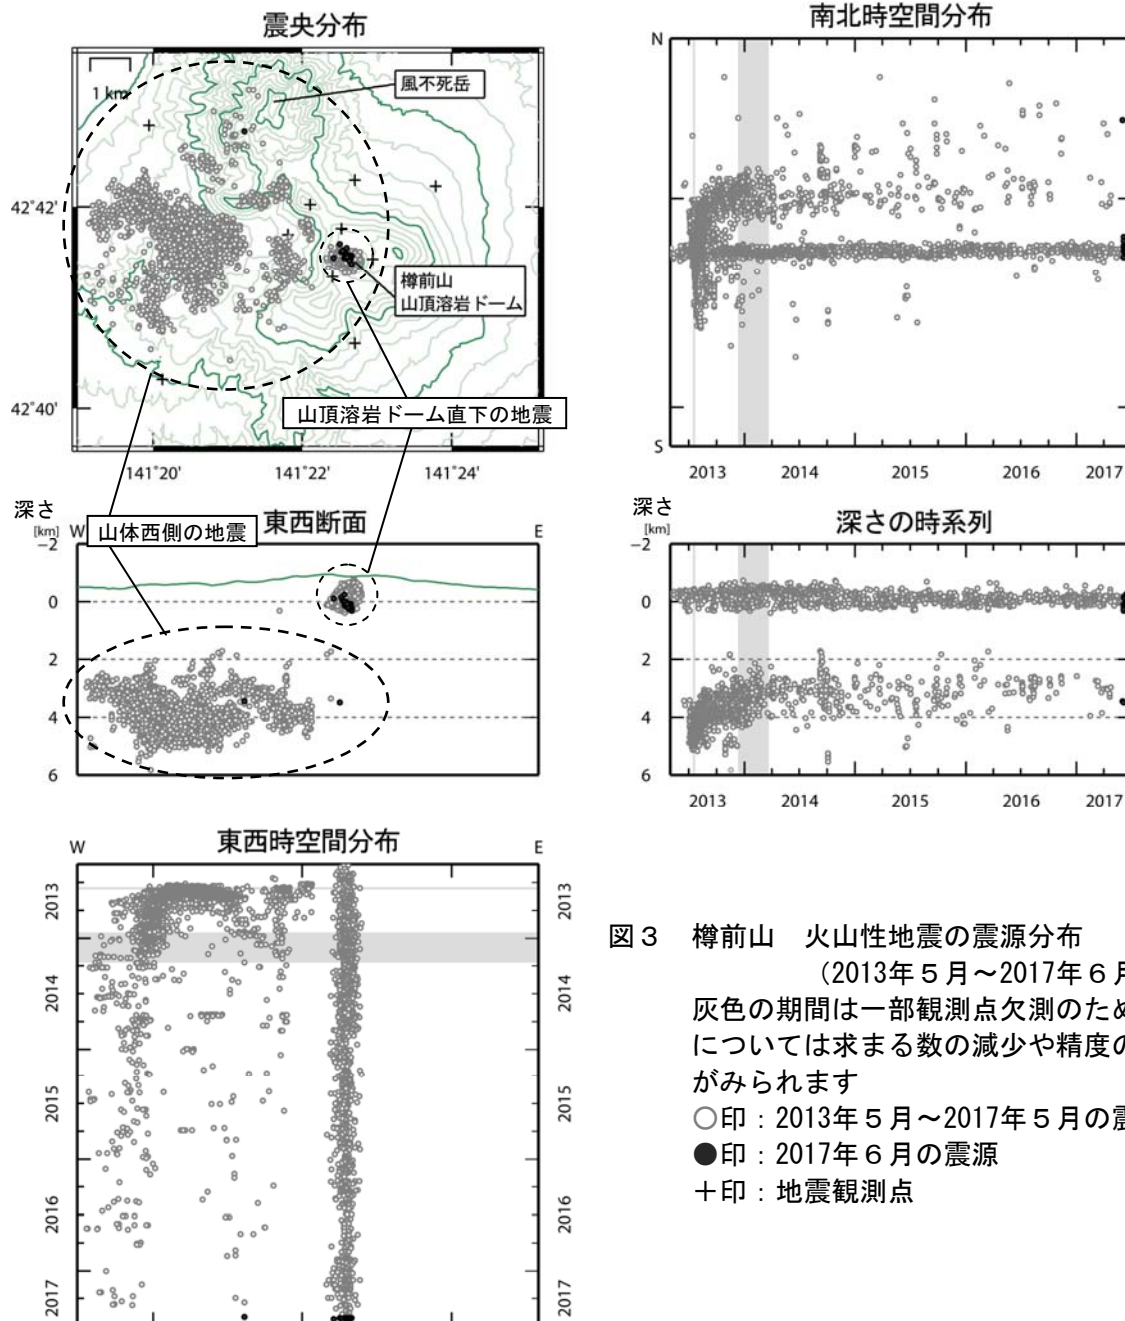 震央分布
1 km
風不死岳
樽前山
山頂溶岩ドーム
42°42'
42°40'
141°20'
141°22'
141°24'
山頂溶岩ドーム直下の地震
山体西側の地震
南北時空間分布
N
S
2013
2014
2015
2016
2017
深さ
[km]
W
東西断面
E
-2
0
2
4
6
深さ
[km]
深さの時系列
-2
0
2
4
6
2013
2014
2015
2016
2017
東西時空間分布
W
E
2013
2014
2015
2016
2017
2013
2014
2015
2016
2017
図3 樽前山 火山性地震の震源分布
(2013年5月~2017年6月
灰色の期間は一部観測点欠測のため
については求まる数の減少や精度の
がみられます
○印:2013年5月~2017年5月の震
●印:2017年6月の震源
+印:地震観測点